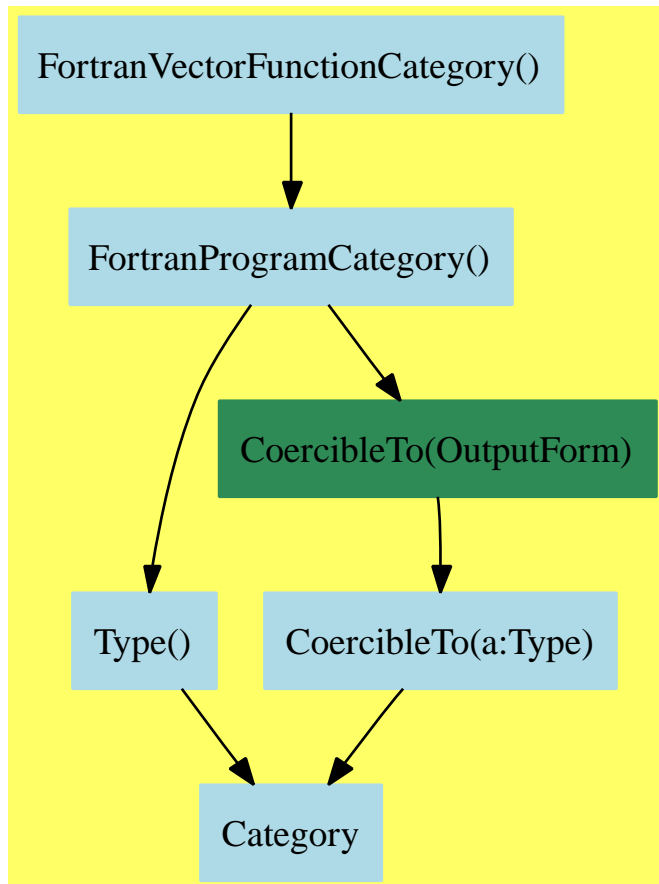 FortranVectorFunctionCategory()
FortranProgramCategory()
CoercibleTo(OutputForm)
Type()
CoercibleTo(a:Type)
Category